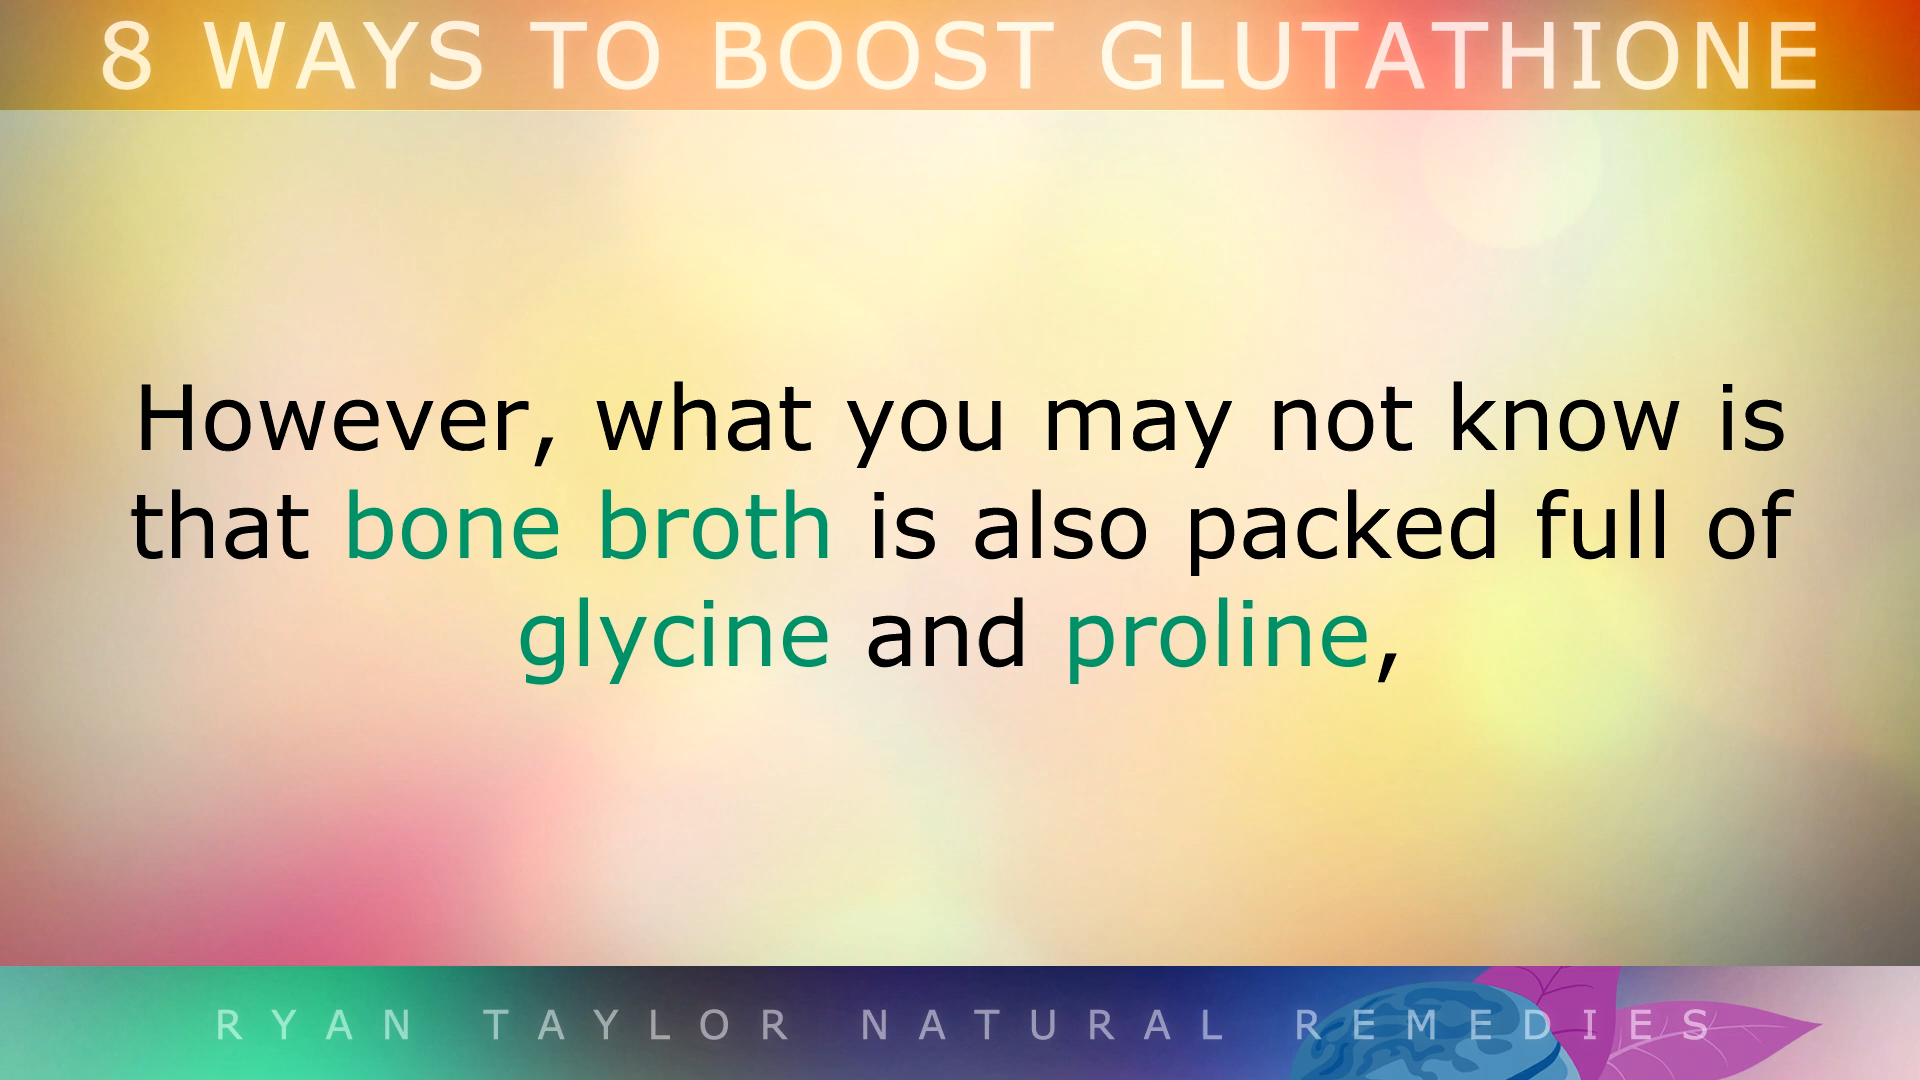 8 WAYS TO BOOST GLUTATHIONE
However, what you may not know is
that bone broth is also packed full of
glycine and proline,
RYAN TAYLOR NATURAL REMEDIES